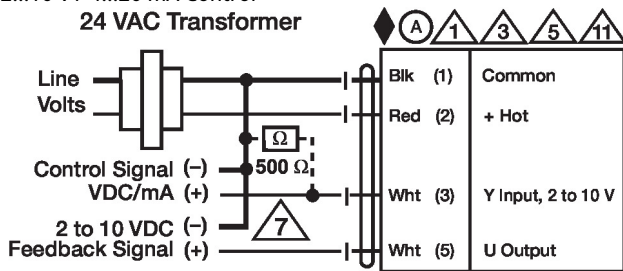 24 VAC Transformer
A 1 3 5 11
Line
Volts
Blk (1) Common
Red (2) + Hot
Ω
500 Ω
Control Signal (–)
VDC/mA (+)
Wht (3) Y Input, 2 to 10 V
7
2 to 10 VDC (–)
Feedback Signal (+)
Wht (5) U Output